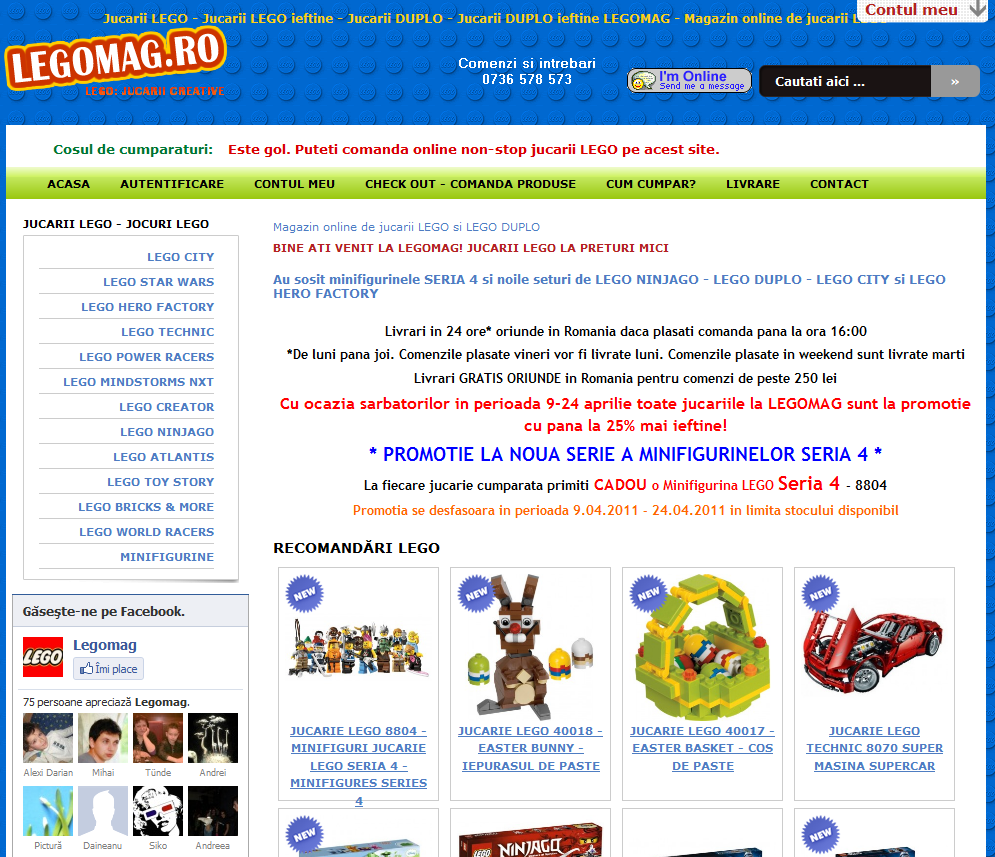 Jucarii LEGO - Jucarii LEGO ieftine - Jucarii DUPLO - Jucarii DUPLO ieftine LEGOMAG - Magazin online de jucarii
Contul meu
LEGOMAG.RO
LEGO: JUCARII CREATIVE
Comenzi si intrebari
0736 578 573
I'm Online
Send me a message
Cautati aici ...
»
Cosul de cumparaturi: Este gol. Puteti comanda online non-stop jucarii LEGO pe acest site.
ACASA AUTENTIFICARE CONTUL MEU CHECK OUT - COMANDA PRODUSE CUM CUMPAR? LIVRARE CONTACT
JUCARII LEGO - JOCURI LEGO
LEGO CITY
LEGO STAR WARS
LEGO HERO FACTORY
LEGO TECHNIC
LEGO POWER RACERS
LEGO MINDSTORMS NXT
LEGO CREATOR
LEGO NINJAGO
LEGO ATLANTIS
LEGO TOY STORY
LEGO BRICKS & MORE
LEGO WORLD RACERS
MINIFIGURINE
Găseşte-ne pe Facebook.
LEGO
Legomag
Îmi place
75 persoane apreciază Legomag.
Alexi Darian Mihai Tünde Andrei
Pictură Daineanu Siko Andreea
Magazin online de jucarii LEGO si LEGO DUPLO
BINE ATI VENIT LA LEGOMAG! JUCARII LEGO LA PRETURI MICI
Au sosit minifigurinele SERIA 4 si noile seturi de LEGO NINJAGO - LEGO DUPLO - LEGO CITY si LEGO
HERO FACTORY
Livrari in 24 ore* oriunde in Romania daca plasati comanda pana la ora 16:00
*De luni pana joi. Comenzile plasate vineri vor fi livrate luni. Comenzile plasate in weekend sunt livrate marti
Livrari GRATIS ORIUNDE in Romania pentru comenzi de peste 250 lei
Cu ocazia sarbatorilor in perioada 9-24 aprilie toate jucariile la LEGOMAG sunt la promotie
cu pana la 25% mai ieftine!
* PROMOTIE LA NOUA SERIE A MINIFIGURINELOR SERIA 4 *
La fiecare jucarie cumparata primiti CADOU o Minifigurina LEGO Seria 4 - 8804
Promotia se desfasoara in perioada 9.04.2011 - 24.04.2011 in limita stocului disponibil
RECOMANDĂRI LEGO
NEW
JUCARIE LEGO 8804 -
MINIFIGURI JUCARIE
LEGO SERIA 4 -
MINIFIGURES SERIES
4
NEW
JUCARIE LEGO 40018 -
EASTER BUNNY -
IEPURASUL DE PASTE
NEW
JUCARIE LEGO 40017 -
EASTER BASKET - COS
DE PASTE
NEW
JUCARIE LEGO
TECHNIC 8070 SUPER
MASINA SUPERCAR
NEW
LEGO NINJAGO
NEW